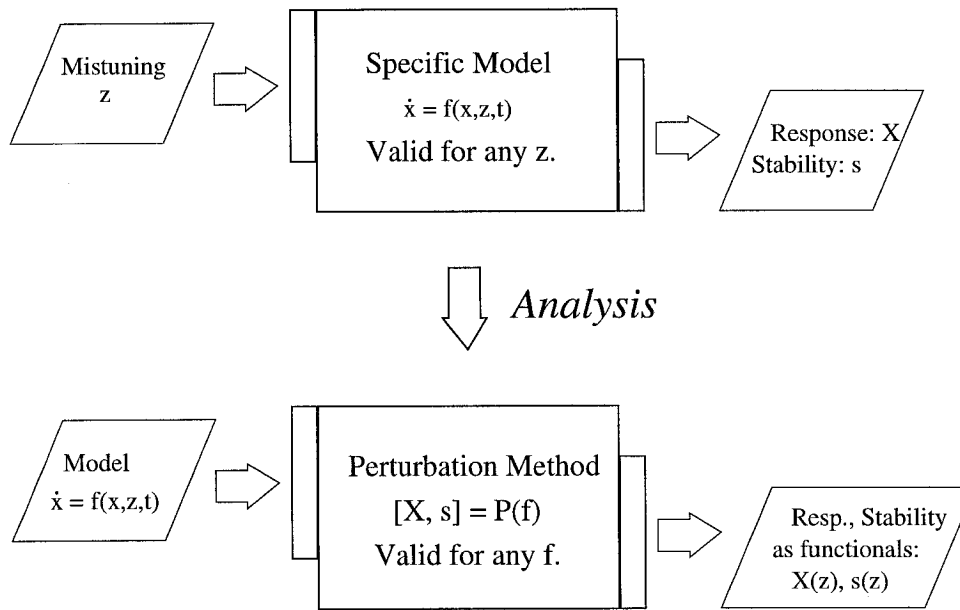 Mistuning
z
Specific Model
ẋ = f(x,z,t)
Valid for any z.
Response: X
Stability: s
Analysis
Model
ẋ = f(x,z,t)
Perturbation Method
[X, s] = P(f)
Valid for any f.
Resp., Stability
as functionals:
X(z), s(z)